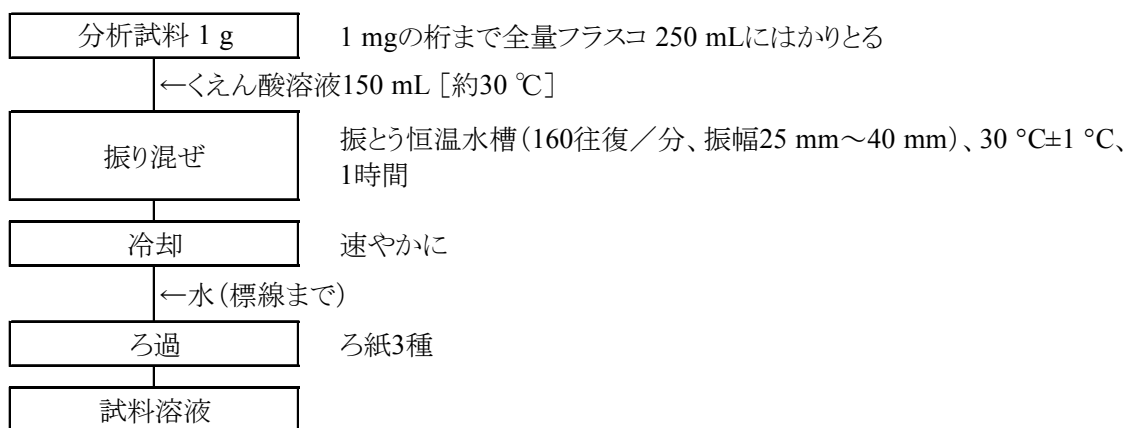 分析試料 1 g
1 mgの桁まで全量フラスコ 250 mLにはかりとる
←くえん酸溶液150 mL［約30 ℃］
振り混ぜ
振とう恒温水槽（160往復／分、振幅25 mm～40 mm）、30 °C±1 °C、
1時間
冷却
速やかに
←水（標線まで）
ろ過
ろ紙3種
試料溶液